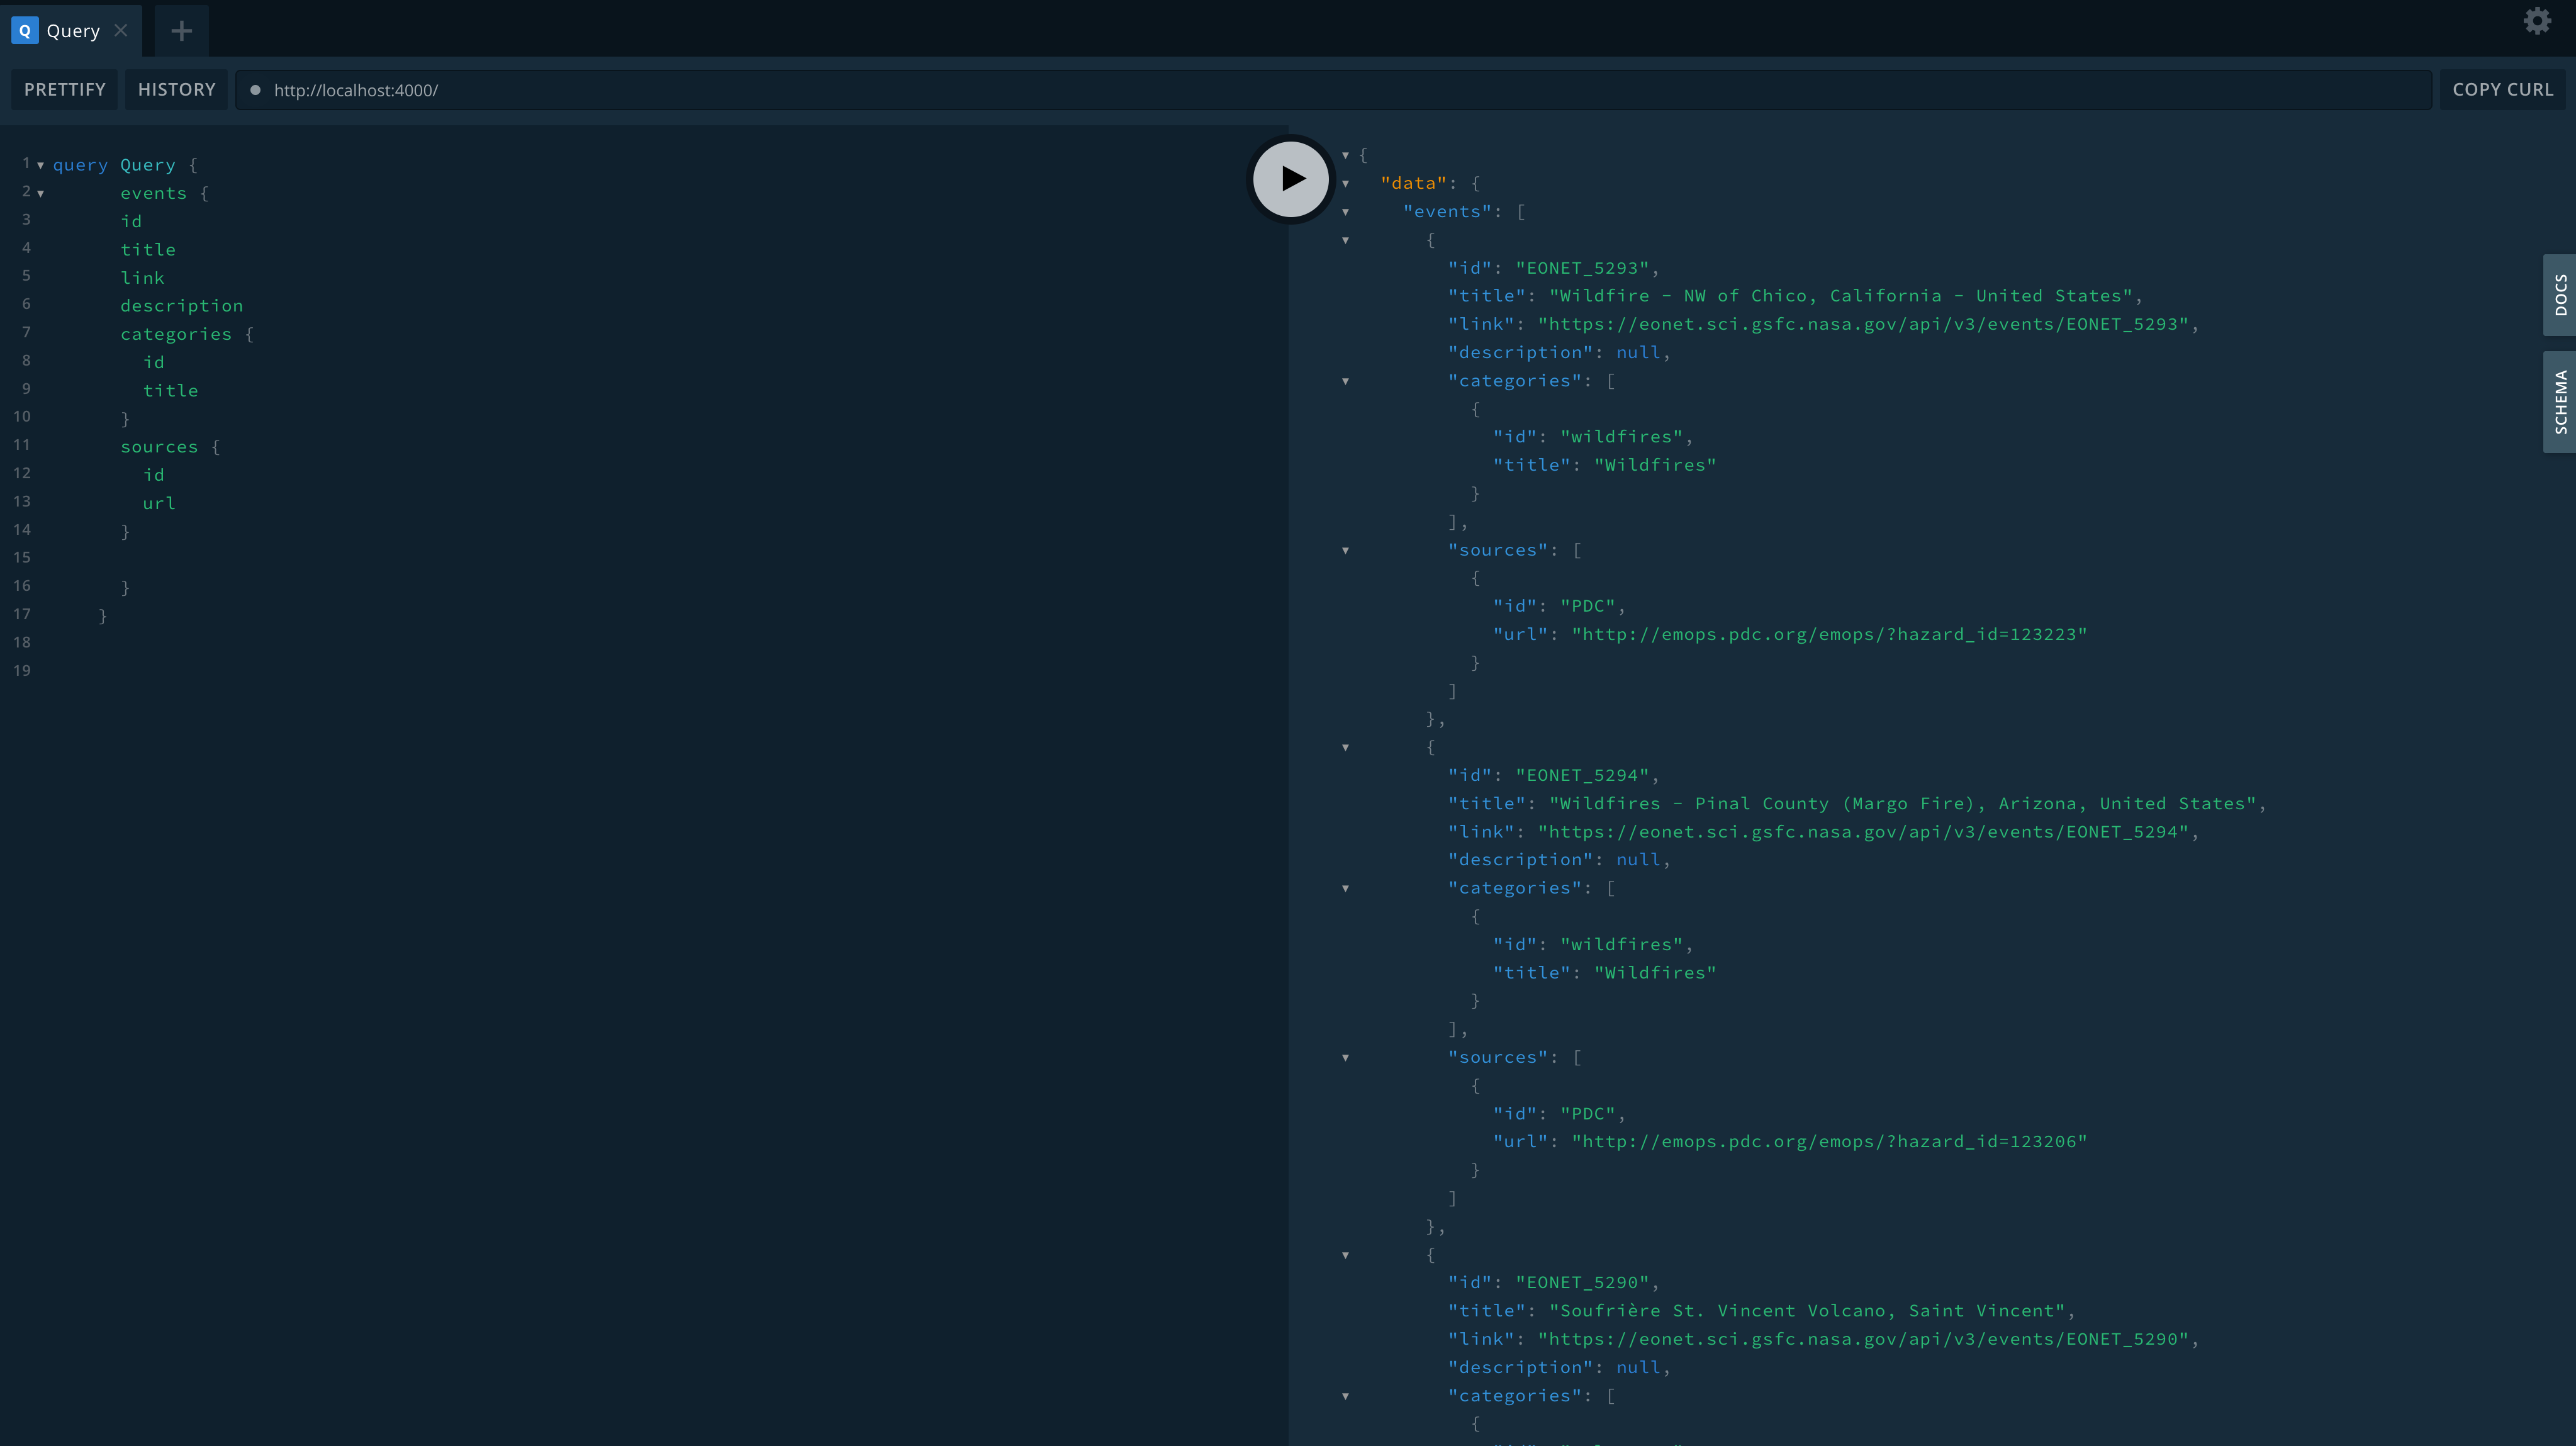 Query
PRETTIFY HISTORY http://localhost:4000/ COPY CURL
1 query Query {
2 events {
3 id
4 title
5 link
6 description
7 categories {
8 id
9 title
10 }
11 sources {
12 id
13 url
14 }
15
16 }
17 }
18
19
{
"data": {
"events": [
{
"id": "EONET_5293",
"title": "Wildfire - NW of Chico, California - United States",
"link": "https://eonet.sci.gsfc.nasa.gov/api/v3/events/EONET_5293",
"description": null,
"categories": [
{
"id": "wildfires",
"title": "Wildfires"
}
],
"sources": [
{
"id": "PDC",
"url": "http://emops.pdc.org/emops/?hazard_id=123223"
}
]
},
{
"id": "EONET_5294",
"title": "Wildfires - Pinal County (Margo Fire), Arizona, United States",
"link": "https://eonet.sci.gsfc.nasa.gov/api/v3/events/EONET_5294",
"description": null,
"categories": [
{
"id": "wildfires",
"title": "Wildfires"
}
],
"sources": [
{
"id": "PDC",
"url": "http://emops.pdc.org/emops/?hazard_id=123206"
}
]
},
{
"id": "EONET_5290",
"title": "Soufrière St. Vincent Volcano, Saint Vincent",
"link": "https://eonet.sci.gsfc.nasa.gov/api/v3/events/EONET_5290",
"description": null,
"categories": [
{
DOCS
SCHEMA